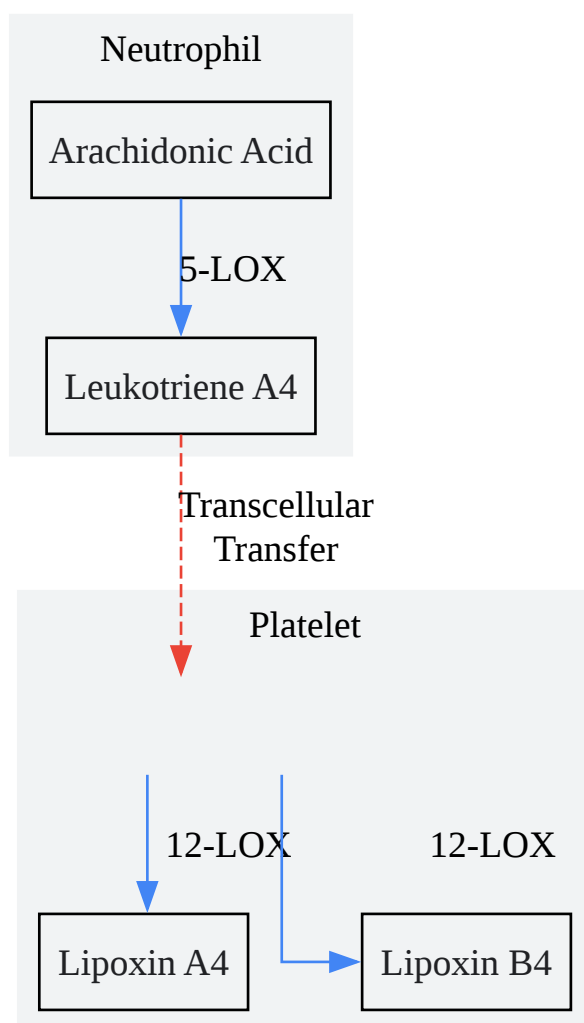 Neutrophil
Arachidonic Acid
5-LOX
Leukotriene A4
Transcellular
Transfer
Platelet
12-LOX
12-LOX
Lipoxin A4
Lipoxin B4